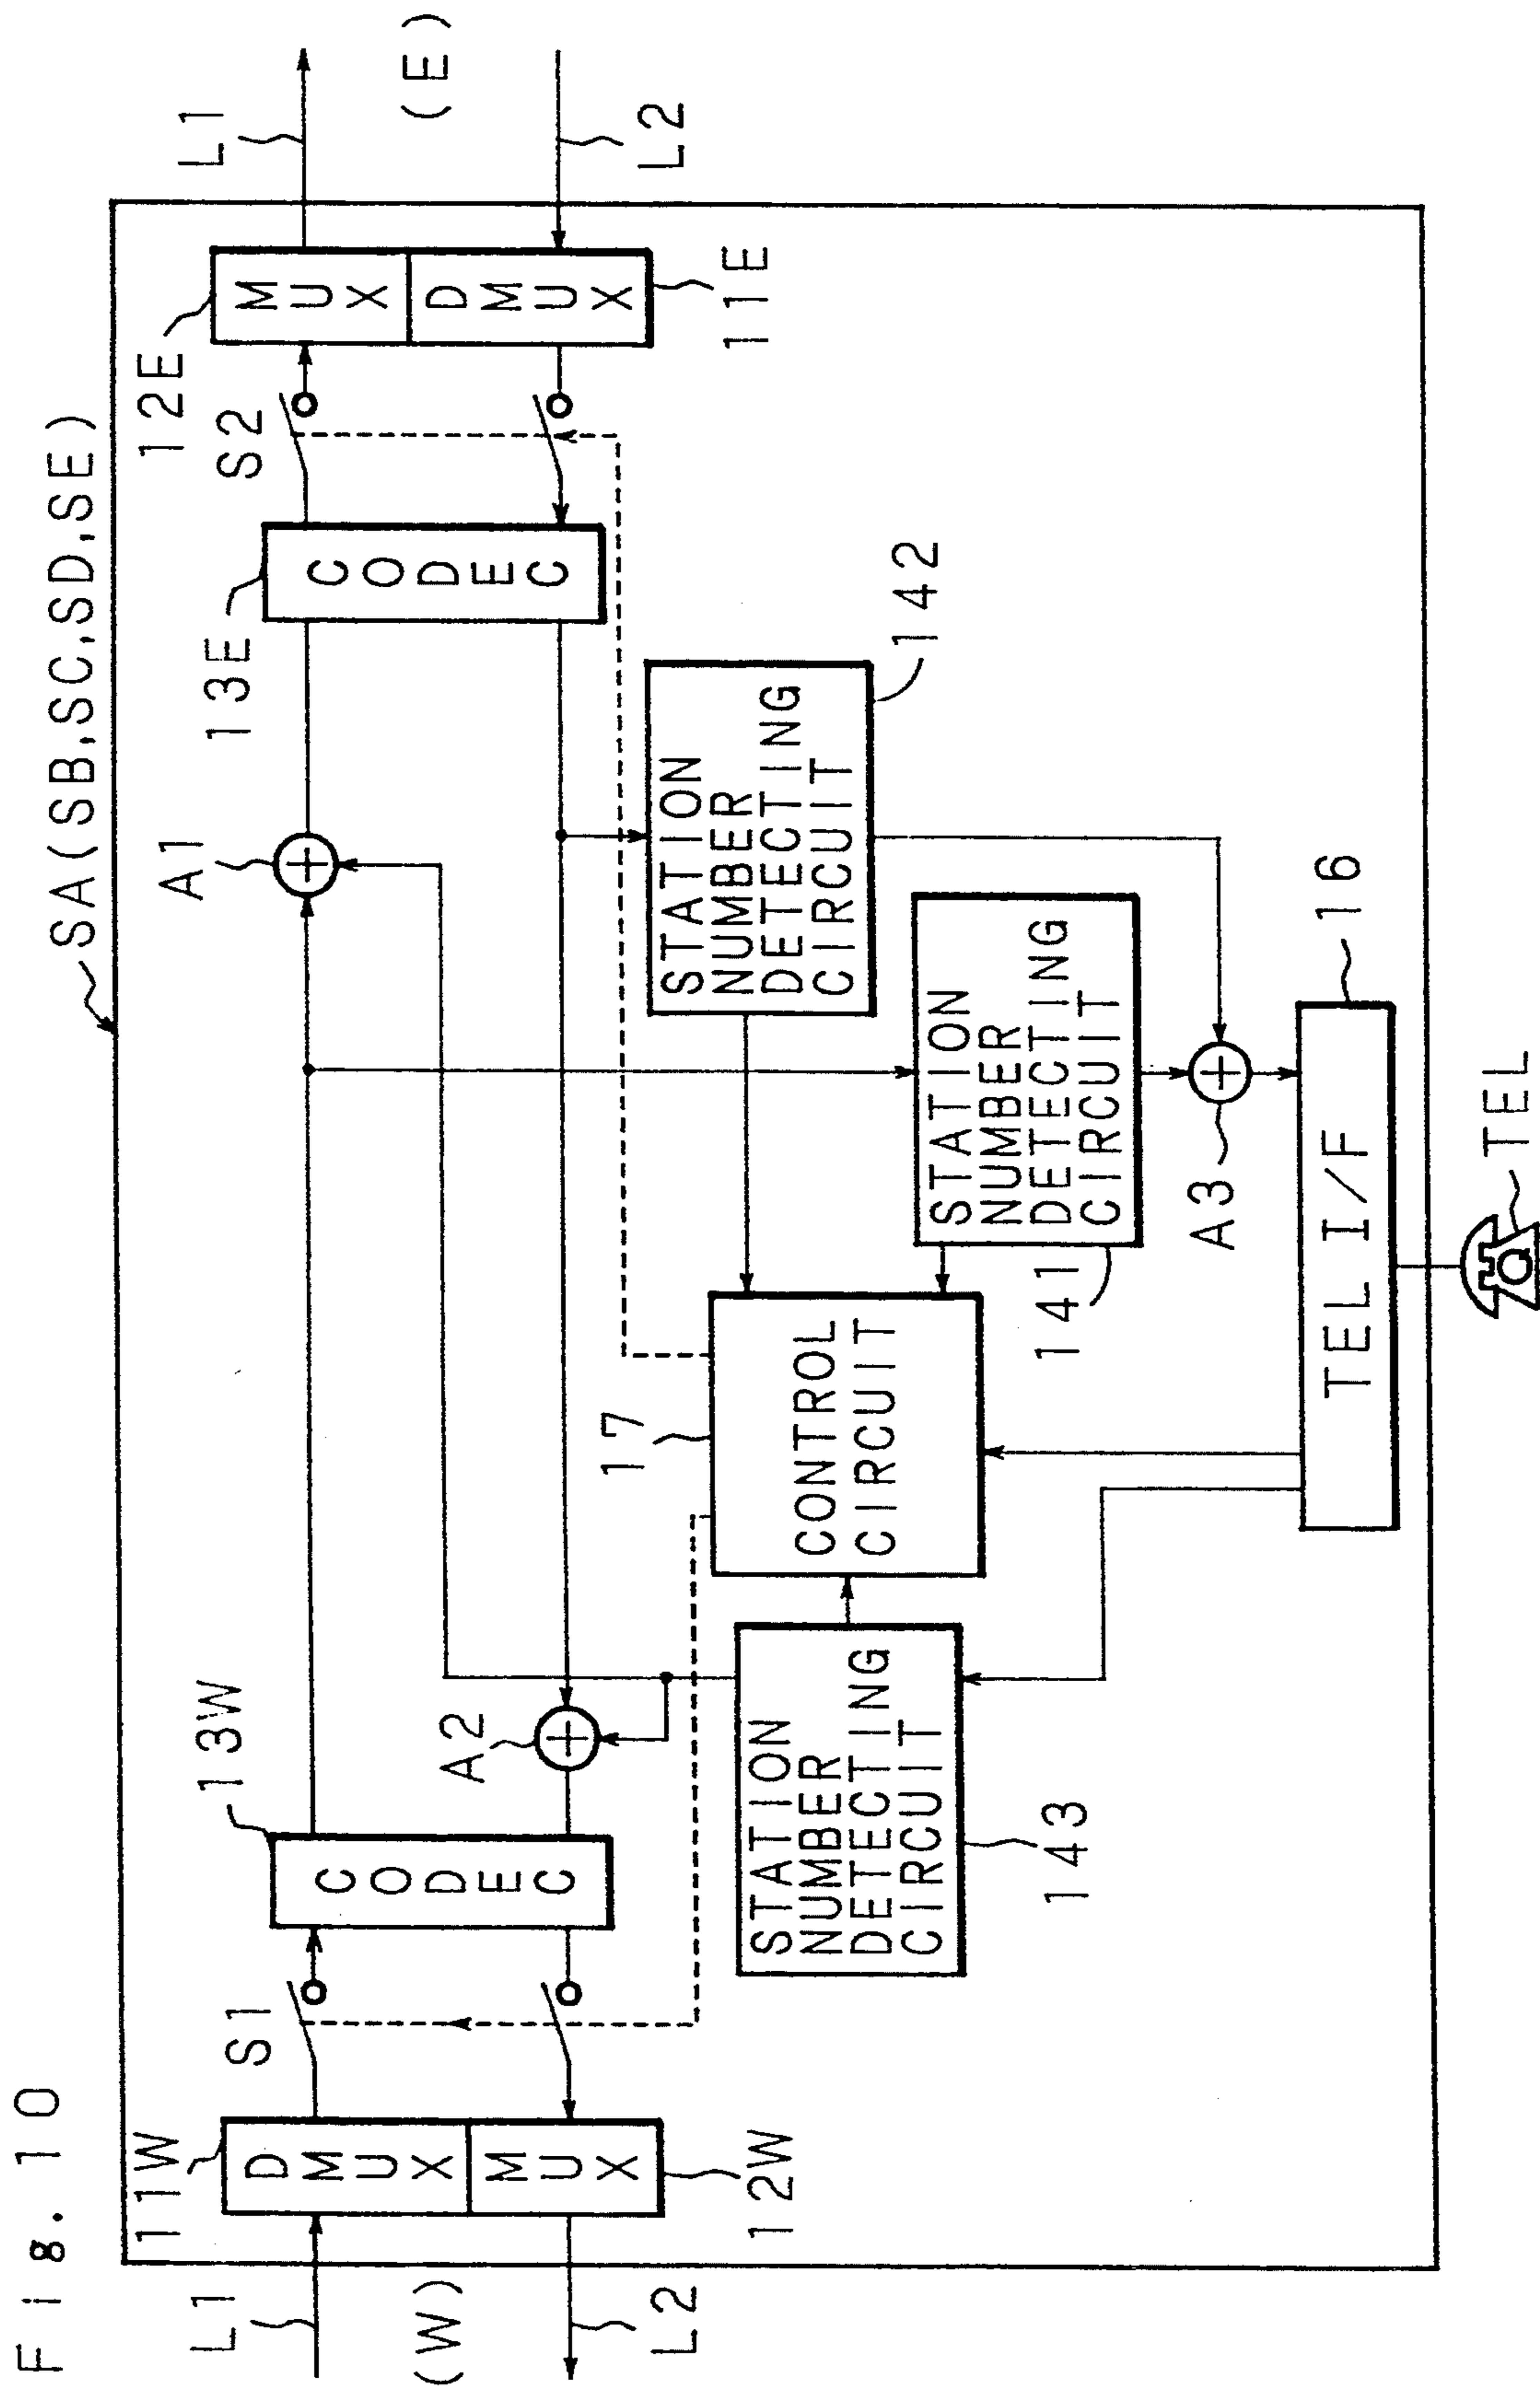 Fig. 10
SA(SB,SC,SD,SE)
L1
(W)
L2
11W
DMUX
MUX
12W
S1
13W
CODEC
A2
A1
13E
CODEC
S2
12E
MUX
DMUX
11E
L1
(E)
L2
STATION
NUMBER
DETECTING
CIRCUIT
143
17
CONTROL
CIRCUIT
STATION
NUMBER
DETECTING
CIRCUIT
142
STATION
NUMBER
DETECTING
CIRCUIT
141
A3
TEL I/F
16
TEL